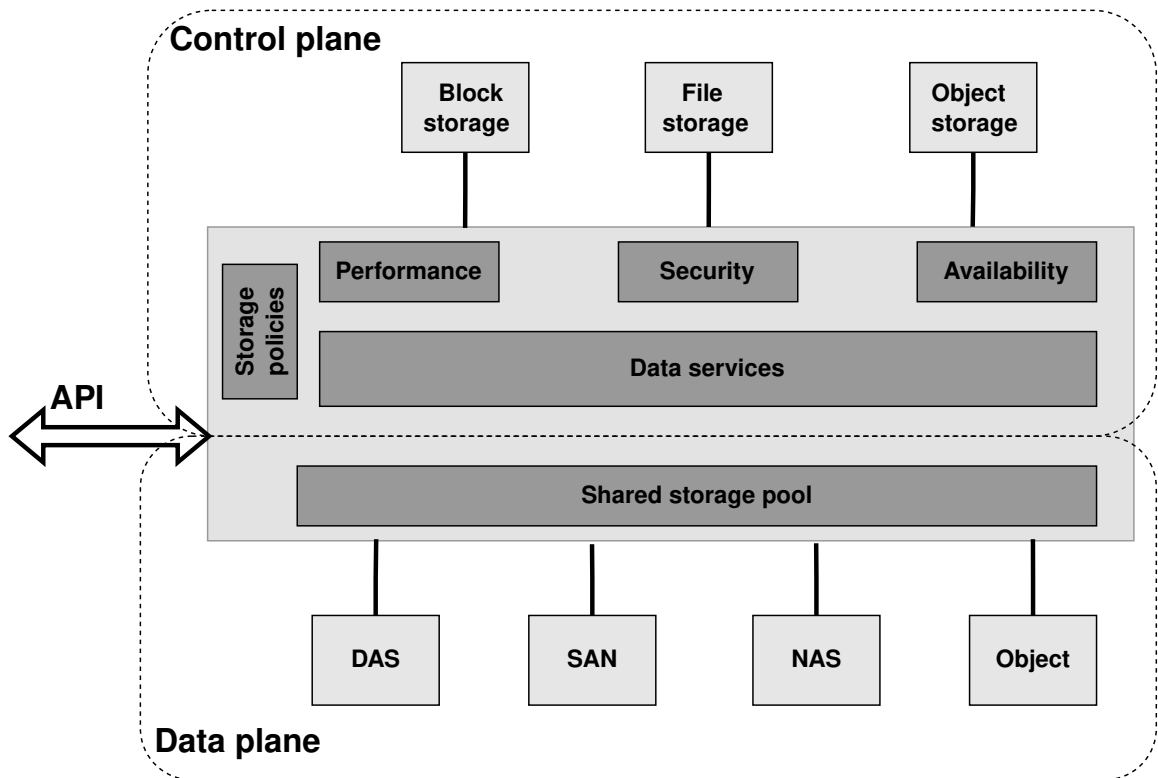 Control plane
Block
storage
File
storage
Object
storage
Performance
Security
Availability
Storage
policies
Data services
API
Shared storage pool
DAS
SAN
NAS
Object
Data plane